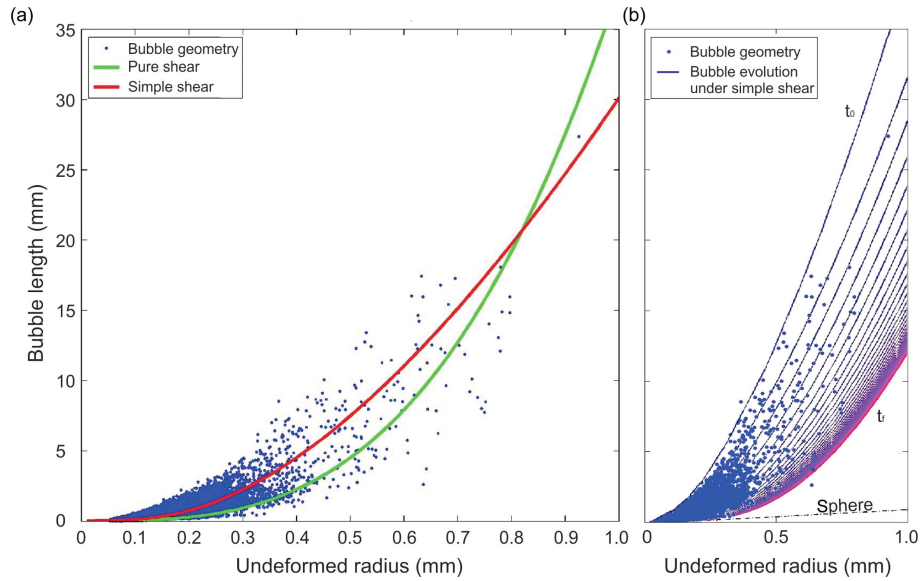 (a)
35
30
25
20
15
10
5
0
Bubble length (mm)
Bubble geometry
Pure shear
Simple shear
0 0.1 0.2 0.3 0.4 0.5 0.6 0.7 0.8 0.9 1.0
Undeformed radius (mm)
(b)
Bubble geometry
Bubble evolution
under simple shear
t0
tf
Sphere
0 0.5 1.0
Undeformed radius (mm)